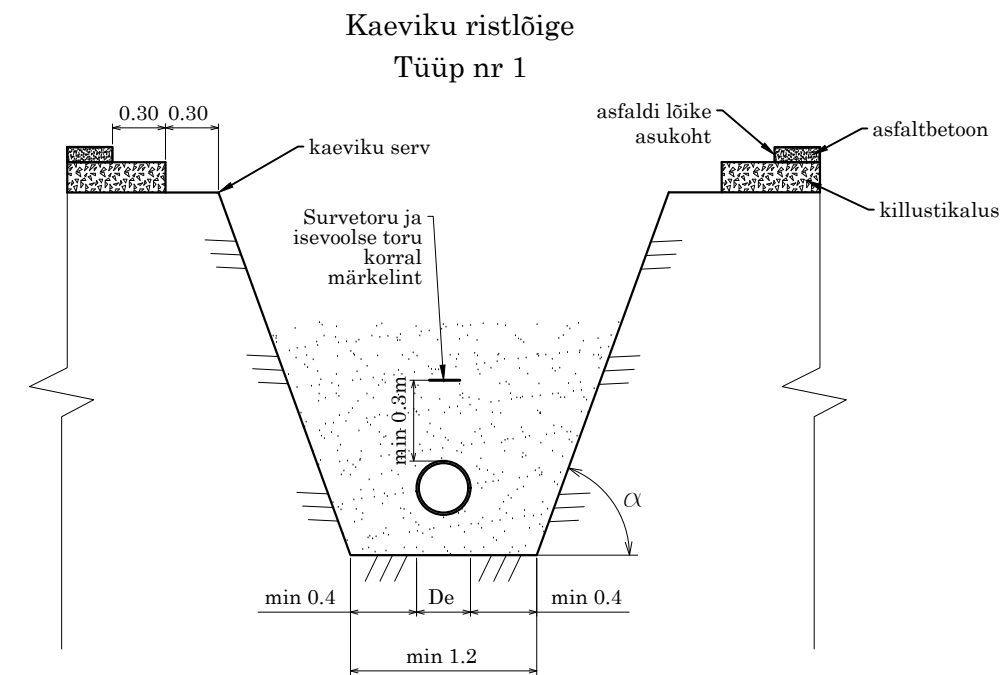 Kaeviku ristlõige
Tüüp nr 1
0.30 0.30
kaeviku serv
asfaldi lõike
asukoht
asfaltbetoon
killustikalus
Survetoru ja
isevoolse toru
korral
märkelint
min 0.3m
α
min 0.4
De
min 0.4
min 1.2